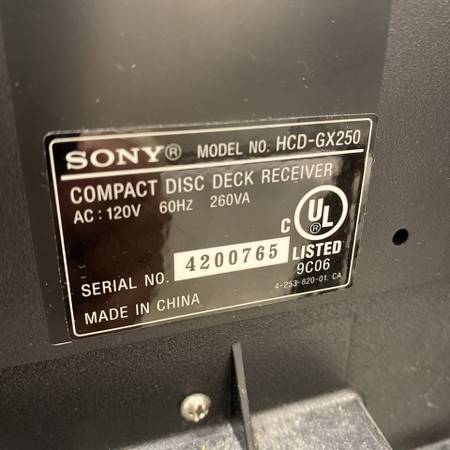 SONY® MODEL NO. HCD-GX250
COMPACT DISC DECK RECEIVER
AC: 120V 60HZ 260VA
C UL ®
LISTED
SERIAL NO. 4200765
9C06
MADE IN CHINA
4-253-820-01 CA